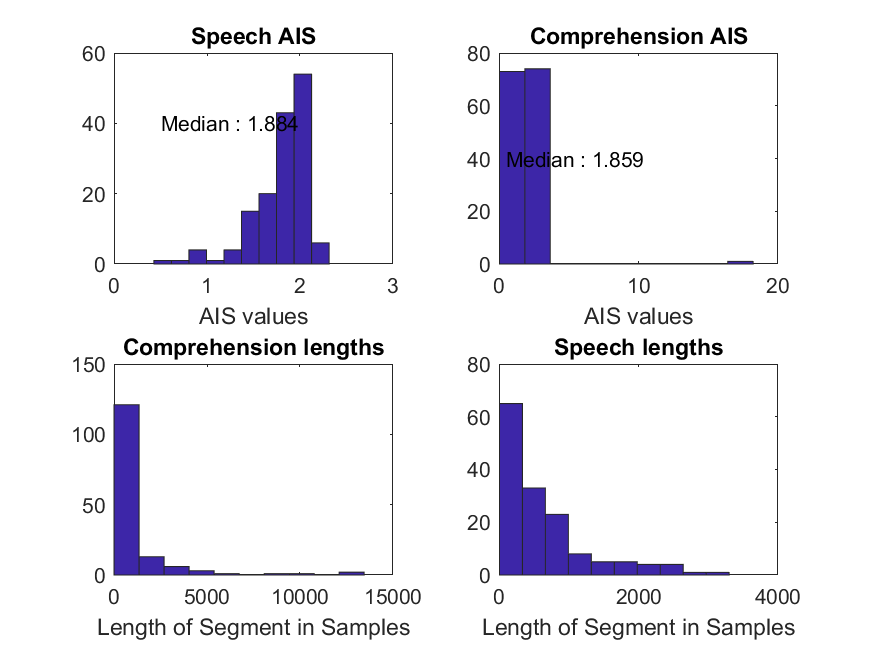 Speech AIS
60
40
20
0
Median : 1.884
0 1 2 3
AIS values
Comprehension AIS
80
60
40
20
0
Median : 1.859
0 10 20
AIS values
Comprehension lengths
150
100
50
0
0 5000 10000 15000
Length of Segment in Samples
Speech lengths
80
60
40
20
0
0 2000 4000
Length of Segment in Samples